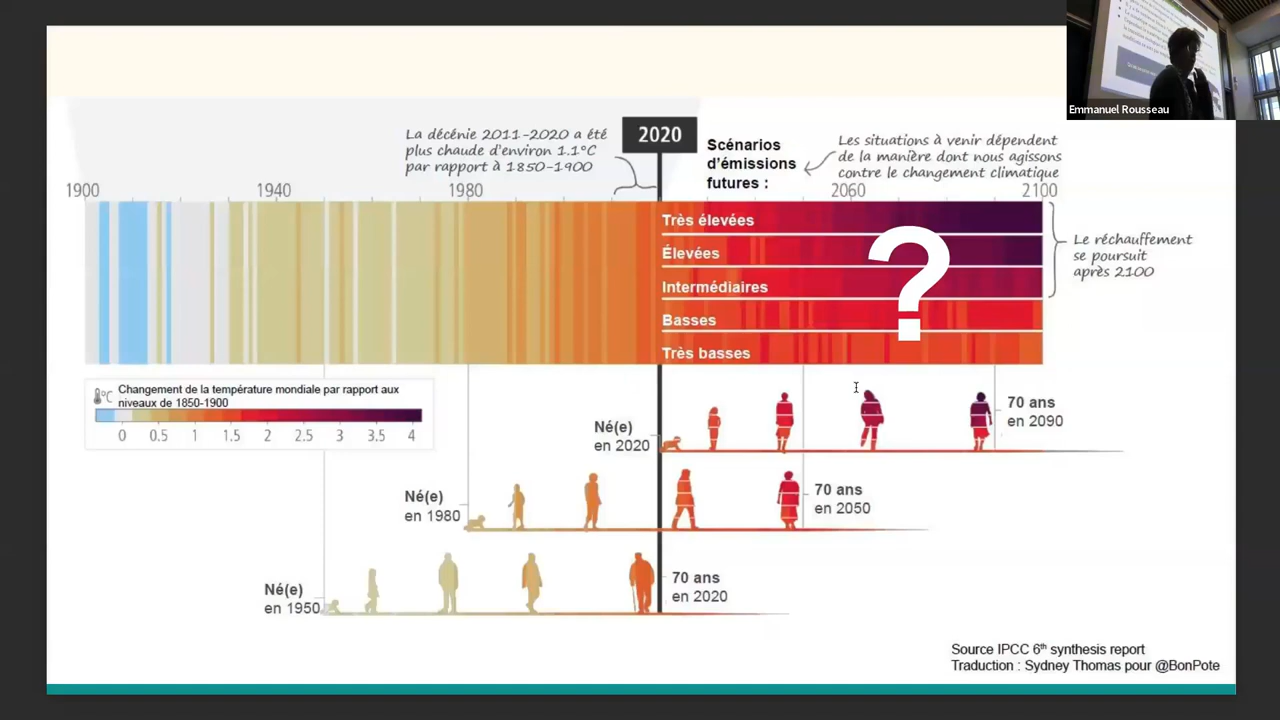 Emmanuel Rousseau
La décénie 2011-2020 a été
plus chaude d'environ 1.1°C
par rapport à 1850-1900
2020
Scénarios
d'émissions
futures :
Les situations à venir dépendent
de la manière dont nous agissons
contre le changement climatique
1900
1940
1980
2060
2100
Très élevées
Élevées
Intermédiaires
Basses
Très basses
?
Le réchauffement
se poursuit
après 2100
°C
Changement de la température mondiale par rapport aux
niveaux de 1850-1900
0 0.5 1 1.5 2 2.5 3 3.5 4
Né(e)
en 2020
70 ans
en 2090
Né(e)
en 1980
70 ans
en 2050
Né(e)
en 1950
70 ans
en 2020
Source IPCC 6th synthesis report
Traduction : Sydney Thomas pour @BonPote